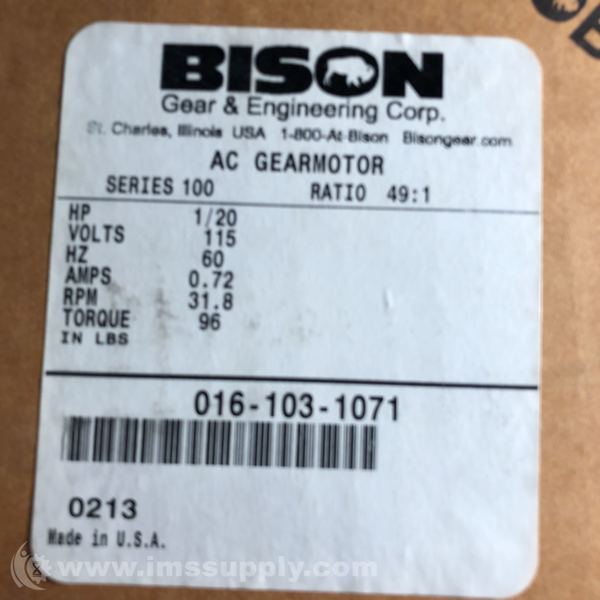 BISON
Gear & Engineering Corp.
St. Charles, Illinois USA 1-800-At-Bison Bisongear.com
AC GEARMOTOR
SERIES 100 RATIO 49:1
HP 1/20
VOLTS 115
HZ 60
AMPS 0.72
RPM 31.8
TORQUE 96
IN LBS
016-103-1071
0213
Made in U.S.A.
www.imssupply.com